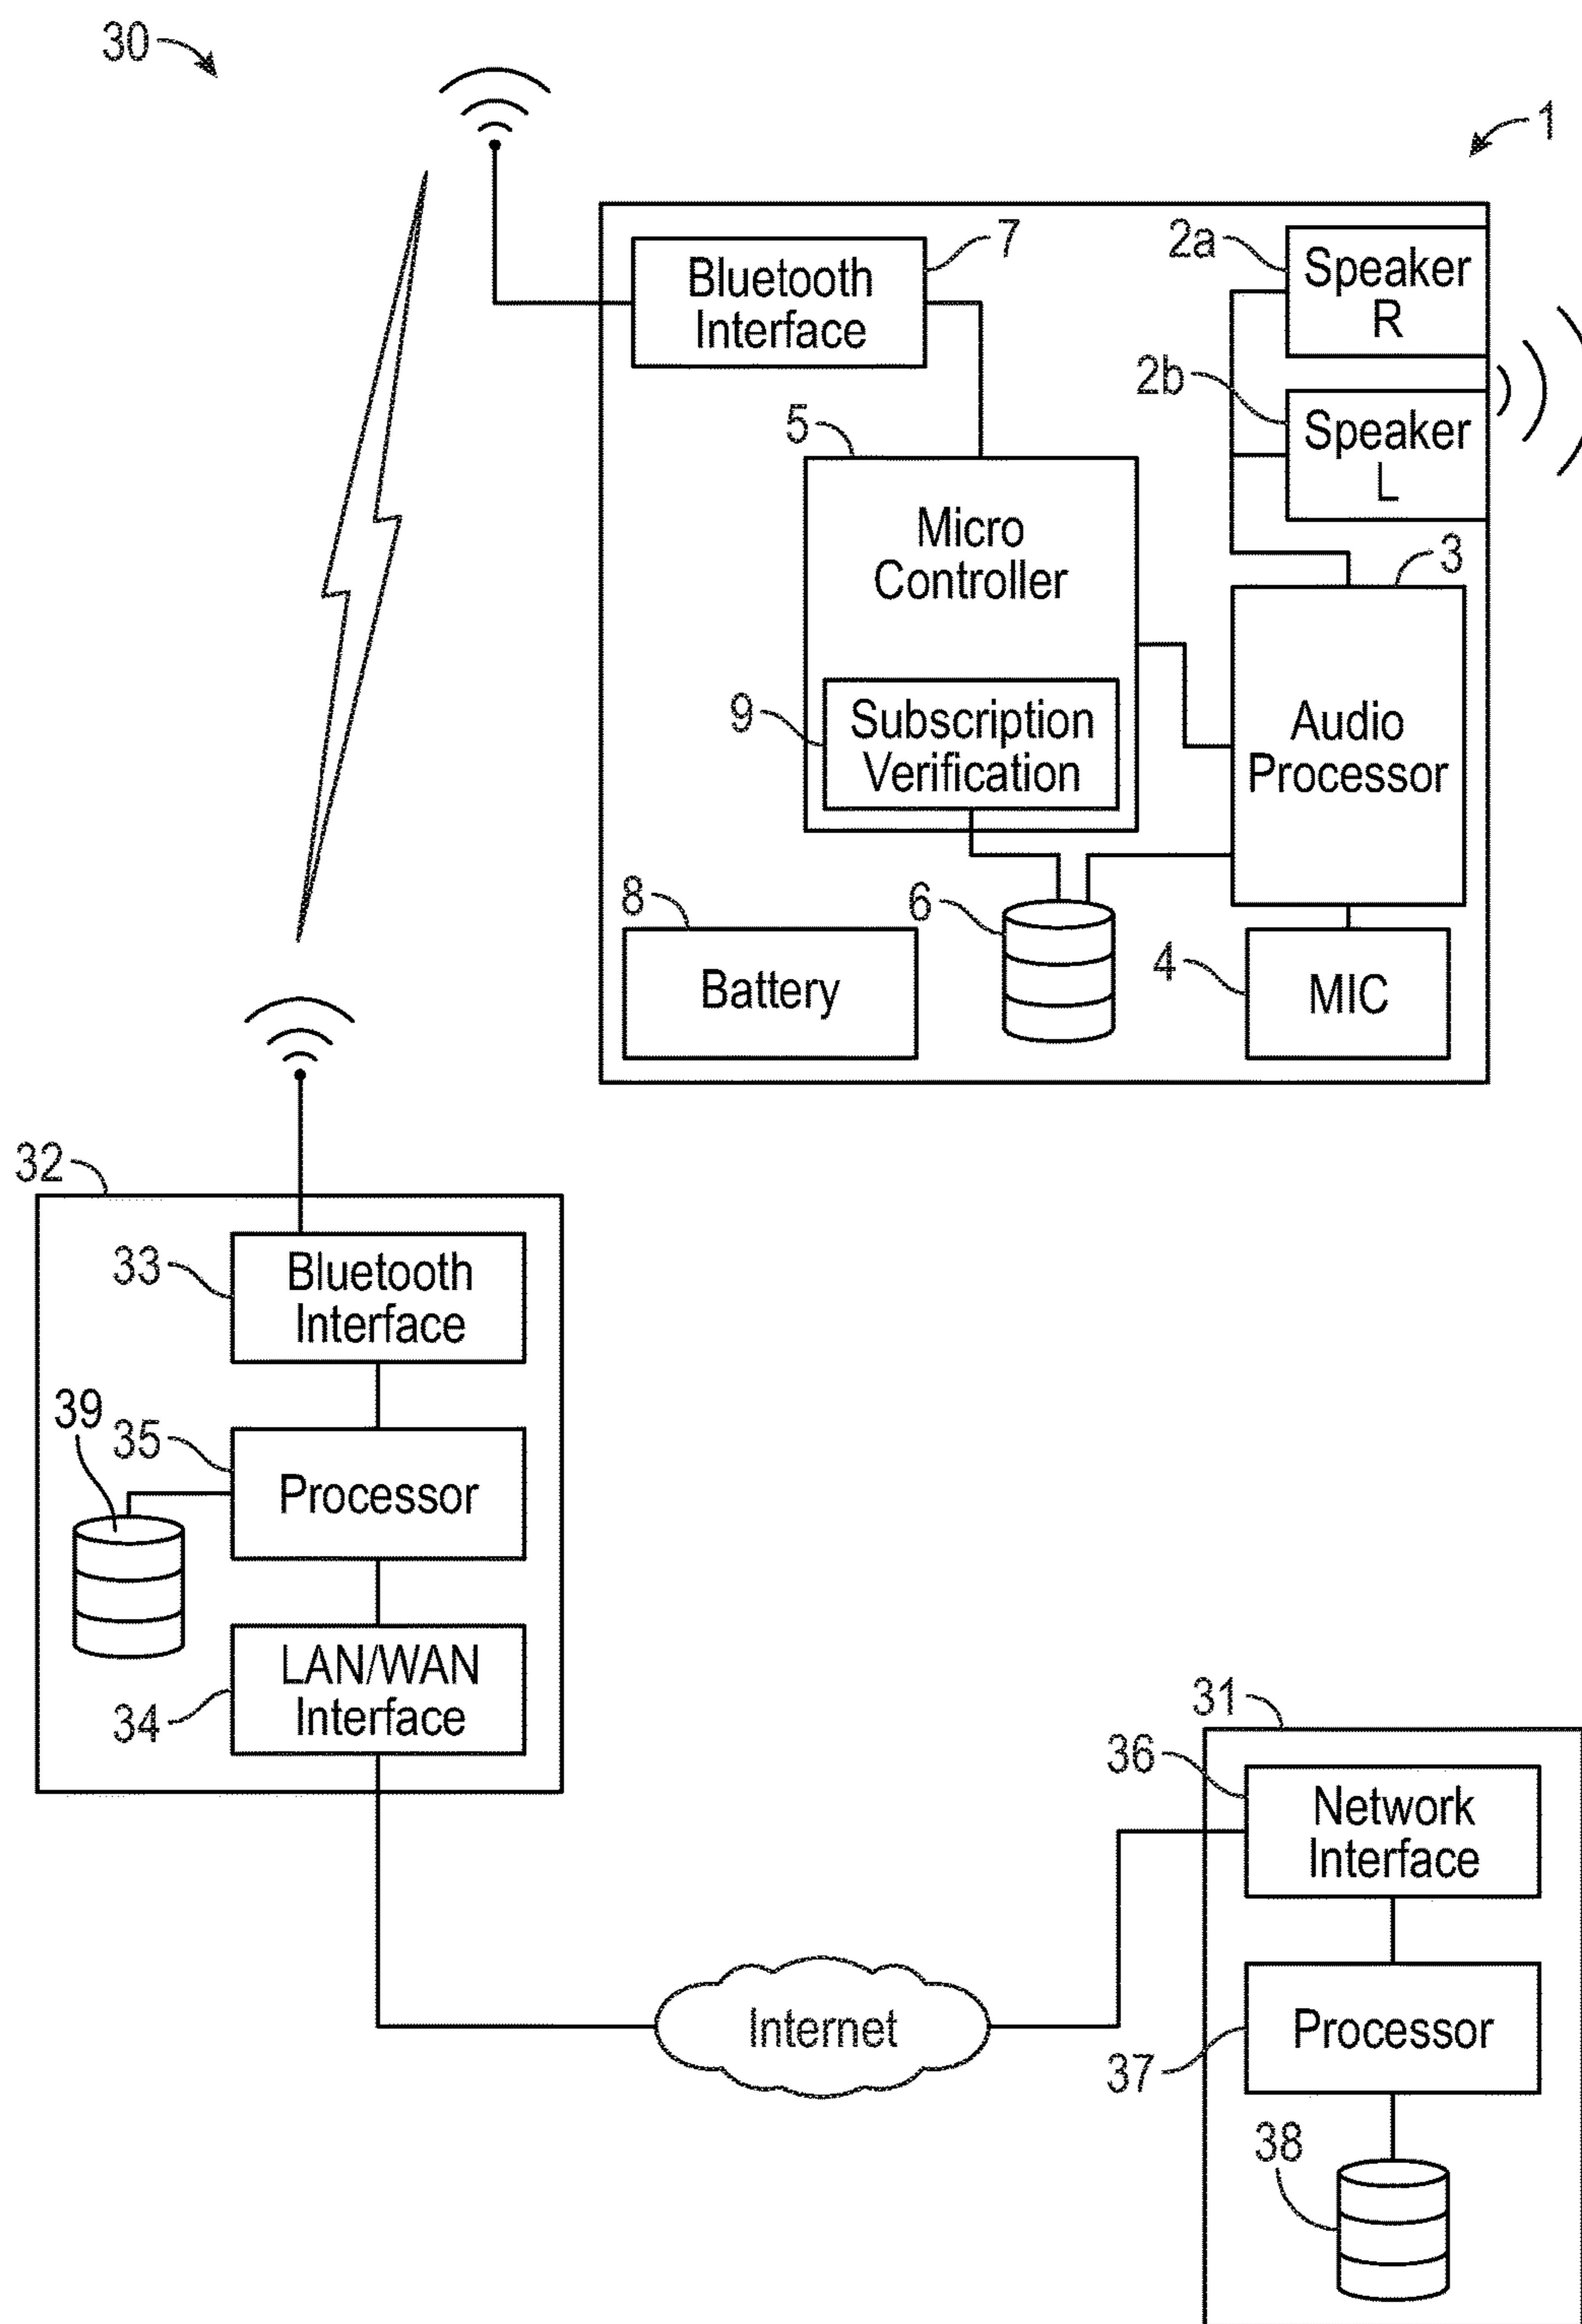 30
1
7
Bluetooth
Interface
2a
Speaker
R
2b
Speaker
L
5
Micro
Controller
3
9
Subscription
Verification
Audio
Processor
8
Battery
6
4
MIC
32
33
Bluetooth
Interface
39
35
Processor
LAN/WAN
Interface
34
31
36
Network
Interface
Internet
Processor
37
38